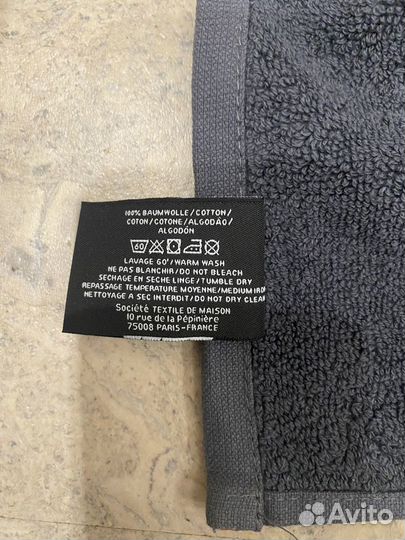 100% BAUMWOLLE/COTTON/
COTON/COTONE/ALGODÃO/
ALGODÓN
60
LAVAGE 60°/WARM WASH
NE PAS BLANCHIR/DO NOT BLEACH
SECHAGE EN SÈCHE LINGE/TUMBLE DRY
REPASSAGE TEMPERATURE MOYENNE/MEDIUM IRON
NETTOYAGE A SEC INTERDIT/DO NOT DRY CLEAN
Société TEXTILE DE MAISON
10 rue de la Pépinière
75008 PARIS-FRANCE
Avito